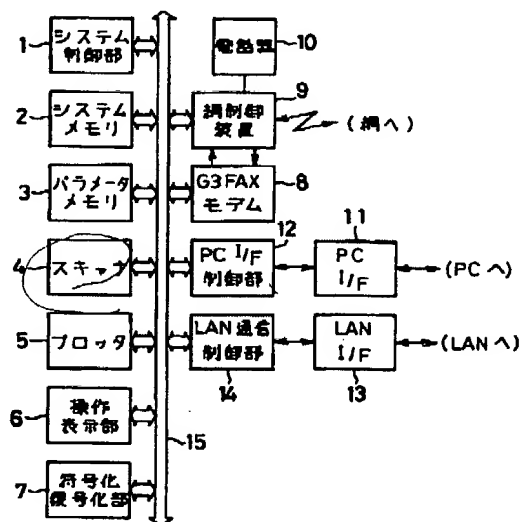 1
システム
制御部
2
システム
メモリ
3
パラメータ
メモリ
4
スキャナ
5
プロッタ
6
操作
表示部
7
符号化
復号化部
電話器
10
網制御
装置
9
(網へ)
G3FAX
モデム
8
PC I/F
制御部
12
PC
I/F
11
(PCへ)
LAN通信
制御部
14
LAN
I/F
13
(LANへ)
15